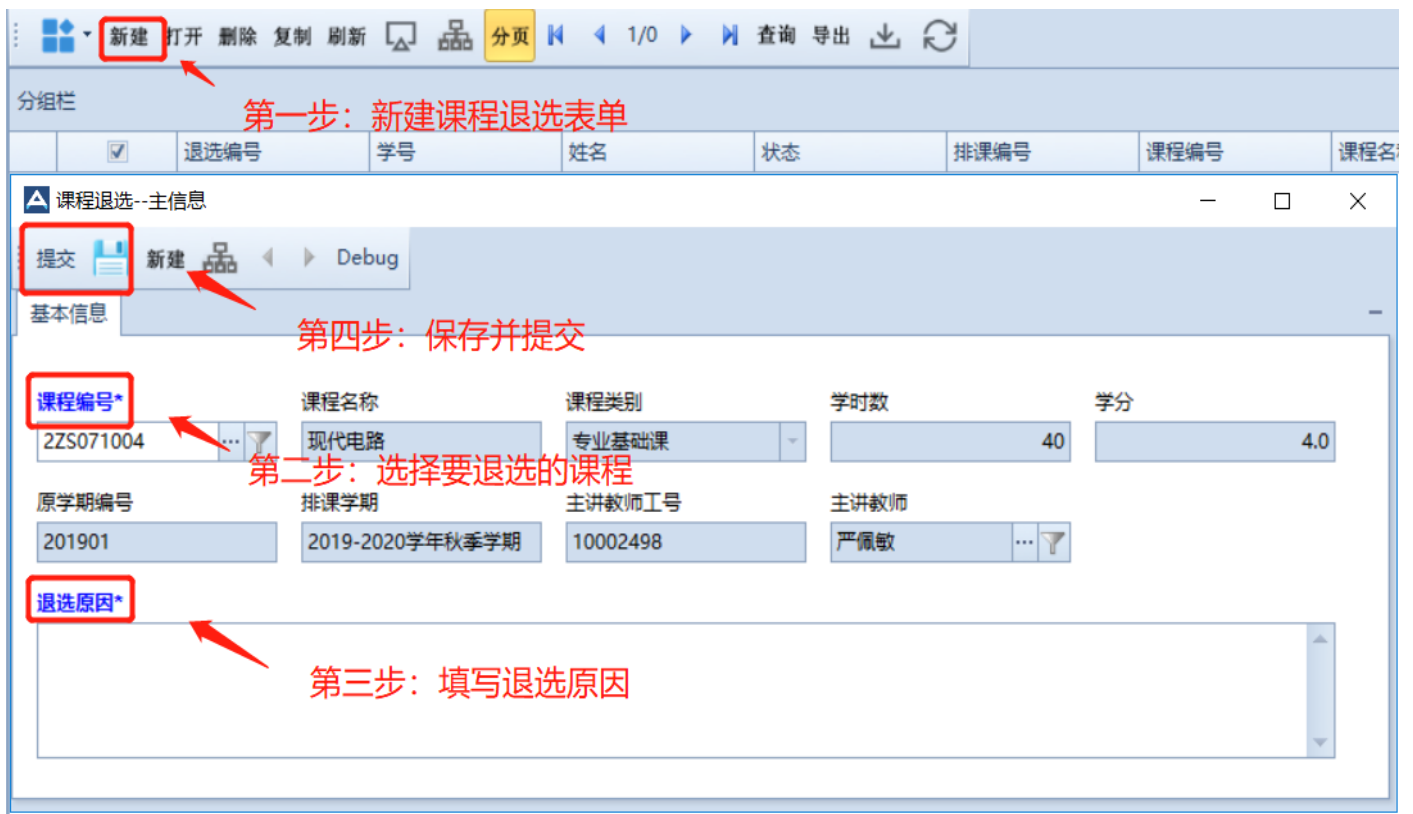 新建 打开 删除 复制 刷新 分页 1/0 查询 导出
分组栏
第一步：新建课程退选表单
退选编号 学号 姓名 状态 排课编号 课程编号 课程名
课程退选--主信息
提交 新建 Debug
基本信息
第四步：保存并提交
课程编号* 课程名称 课程类别 学时数 学分
2ZS071004 ... 现代电路 专业基础课 40 4.0
第二步：选择要退选的课程
原学期编号 排课学期 主讲教师工号 主讲教师
201901 2019-2020学年秋季学期 10002498 严佩敏 ...
退选原因*
第三步：填写退选原因